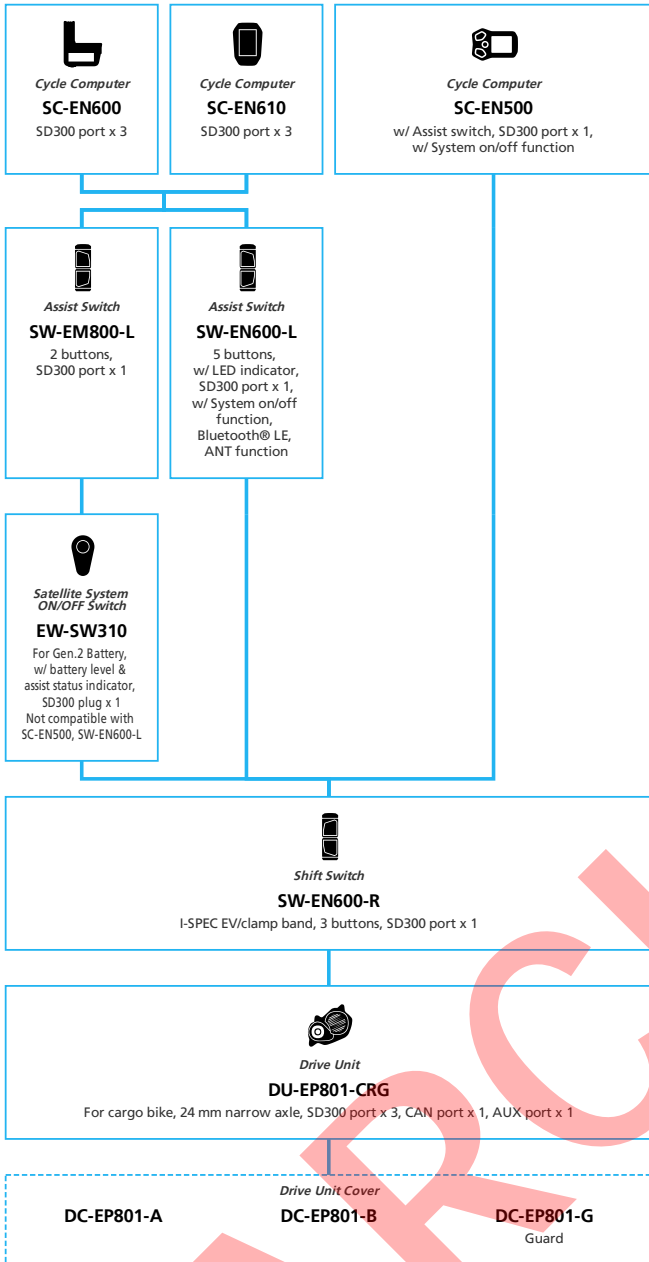 Cycle Computer
SC-EN600
SD300 port x 3
Cycle Computer
SC-EN610
SD300 port x 3
Cycle Computer
SC-EN500
w/ Assist switch, SD300 port x 1,
w/ System on/off function
Assist Switch
SW-EM800-L
2 buttons,
SD300 port x 1
Assist Switch
SW-EN600-L
5 buttons,
w/ LED indicator,
SD300 port x 1,
w/ System on/off
function,
Bluetooth® LE,
ANT function
Satellite System
ON/OFF Switch
EW-SW310
For Gen.2 Battery,
w/ battery level &
assist status indicator,
SD300 plug x 1
Not compatible with
SC-EN500, SW-EN600-L
Shift Switch
SW-EN600-R
I-SPEC EV/clamp band, 3 buttons, SD300 port x 1
Drive Unit
DU-EP801-CRG
For cargo bike, 24 mm narrow axle, SD300 port x 3, CAN port x 1, AUX port x 1
Drive Unit Cover
DC-EP801-A
DC-EP801-B
DC-EP801-G
Guard